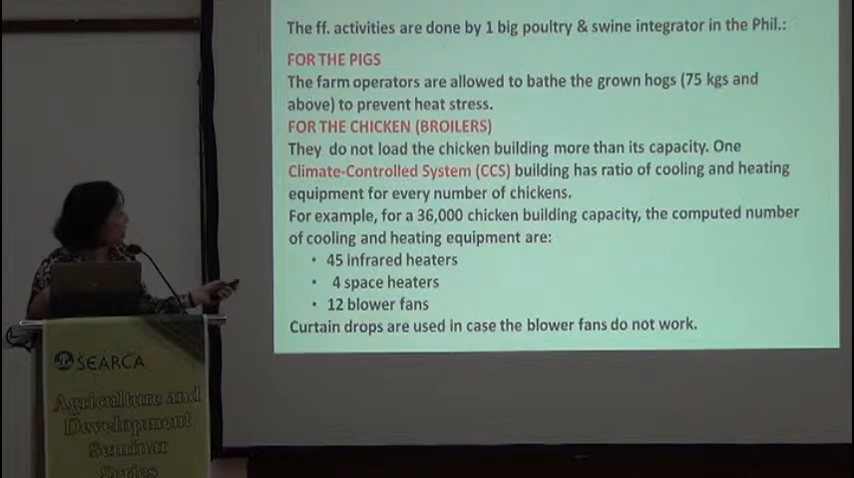 The ff. activities are done by 1 big poultry & swine integrator in the Phil.:
FOR THE PIGS
The farm operators are allowed to bathe the grown hogs (75 kgs and
above) to prevent heat stress.
FOR THE CHICKEN (BROILERS)
They do not load the chicken building more than its capacity. One
Climate-Controlled System (CCS) building has ratio of cooling and heating
equipment for every number of chickens.
For example, for a 36,000 chicken building capacity, the computed number
of cooling and heating equipment are:
• 45 infrared heaters
• 4 space heaters
• 12 blower fans
Curtain drops are used in case the blower fans do not work.
SEARCA
Agriculture and
Development
Seminar
Series